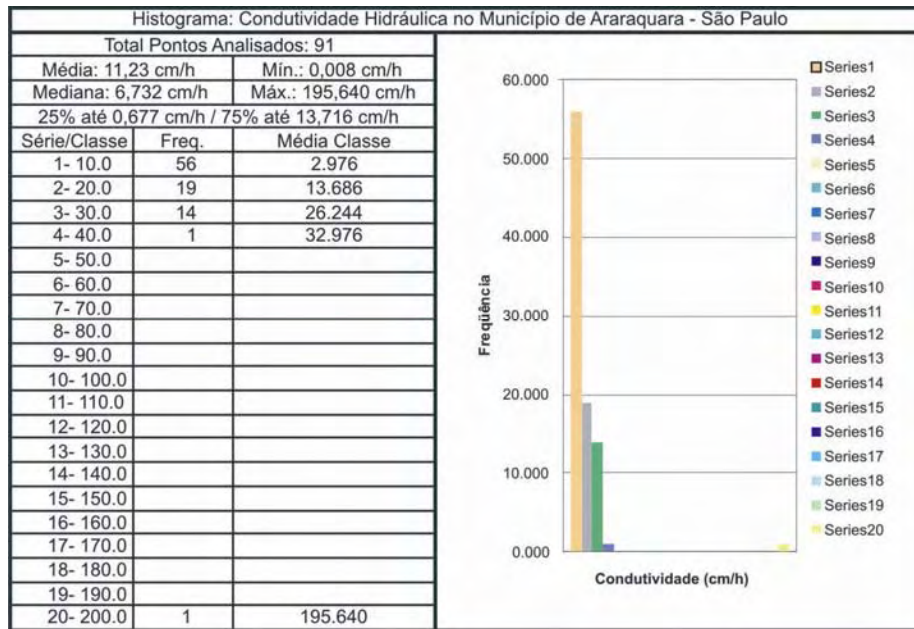 Histograma: Condutividade Hidráulica no Município de Araraquara - São Paulo
Total Pontos Analisados: 91
Média: 11,23 cm/h Mín.: 0,008 cm/h
Mediana: 6,732 cm/h Máx.: 195,640 cm/h
25% até 0,677 cm/h / 75% até 13,716 cm/h
Série/Classe Freq. Média Classe
1- 10.0 56 2.976
2- 20.0 19 13.686
3- 30.0 14 26.244
4- 40.0 1 32.976
5- 50.0
6- 60.0
7- 70.0
8- 80.0
9- 90.0
10- 100.0
11- 110.0
12- 120.0
13- 130.0
14- 140.0
15- 150.0
16- 160.0
17- 170.0
18- 180.0
19- 190.0
20- 200.0 1 195.640
Freqüência
60.000
50.000
40.000
30.000
20.000
10.000
0.000
Condutividade (cm/h)
Series1
Series2
Series3
Series4
Series5
Series6
Series7
Series8
Series9
Series10
Series11
Series12
Series13
Series14
Series15
Series16
Series17
Series18
Series19
Series20